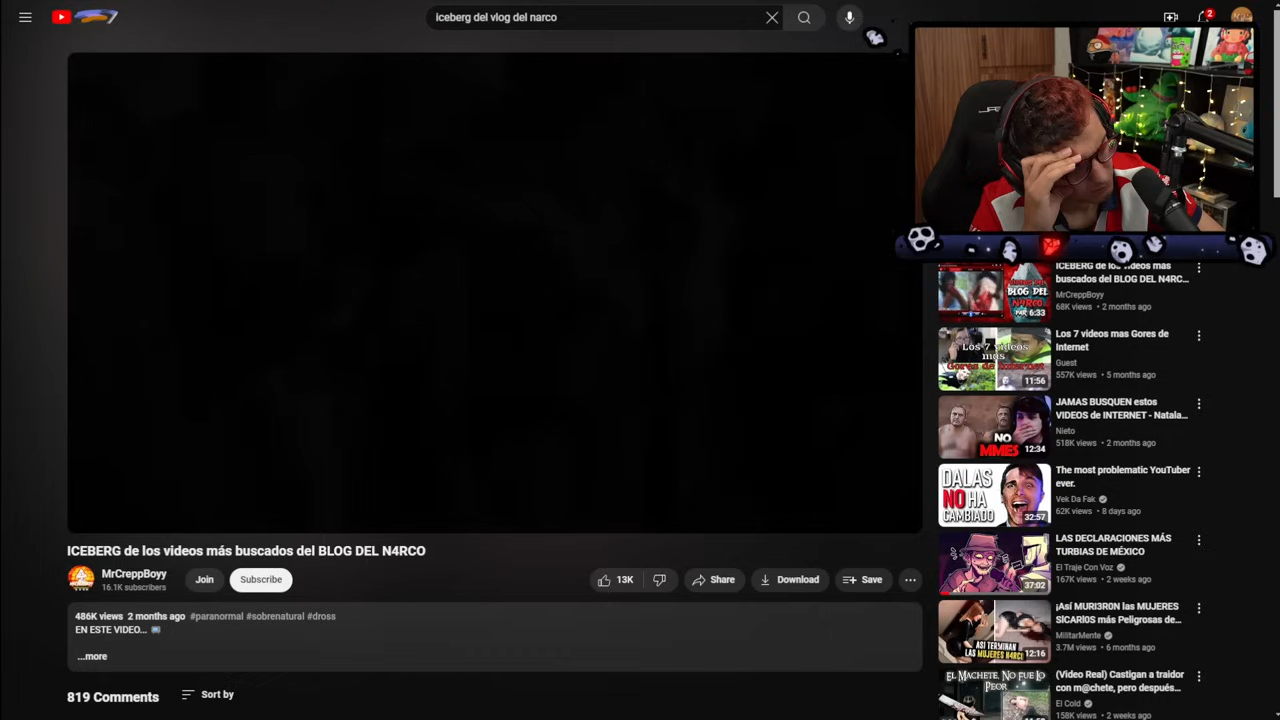 iceberg del vlog del narco
2
ICEBERG de los videos más
buscados del BLOG DEL N4RC...
MrCreppBoyy
68K views • 2 months ago
BLOG DEL
N4RCO
6:33
Los 7 videos mas Gores de
Internet
Guest
557K views • 5 months ago
Los 7 videos
mas
Gores de Internet
11:56
JAMAS BUSQUEN estos
VIDEOS de INTERNET - Natala...
Nieto
518K views • 2 months ago
NO
MMES
12:34
The most problematic YouTuber
ever.
Vek Da Fak
62K views • 8 days ago
DALAS
NO HA
CAMBIADO
32:57
LAS DECLARACIONES MÁS
TURBIAS DE MÉXICO
El Traje Con Voz
167K views • 2 weeks ago
37:02
¡Así MURI3R0N las MUJERES
SICARI0S más Peligrosas de...
MilitarMente
3.7M views • 6 months ago
ASI TERMINAN
LAS MUJERES N4RCO
12:16
(Video Real) Castigan a traidor
con m@chete, pero después...
El Cold
158K views • 2 weeks ago
EL MACHETE, NO FUE LO
PEOR
ICEBERG de los videos más buscados del BLOG DEL N4RCO
MrCreppBoyy
16.1K subscribers
Join
Subscribe
13K
Share
Download
Save
486K views 2 months ago #paranormal #sobrenatural #dross
EN ESTE VIDEO...
...more
819 Comments
Sort by